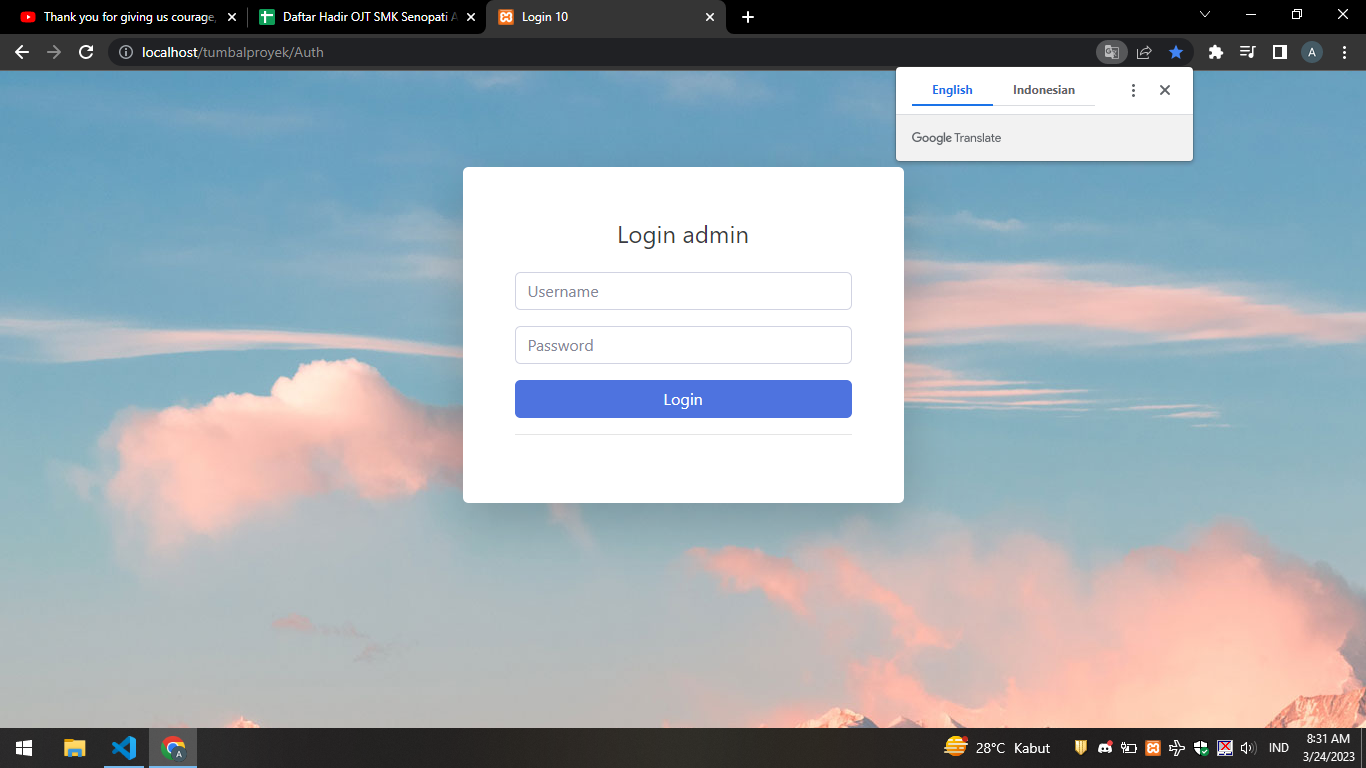 Thank you for giving us courage,
Daftar Hadir OJT SMK Senopati A
Login 10
localhost/tumbalproyek/Auth
A
English
Indonesian
Google Translate
Login admin
Username
Password
Login
A
28°C Kabut
IND
8:31 AM
3/24/2023